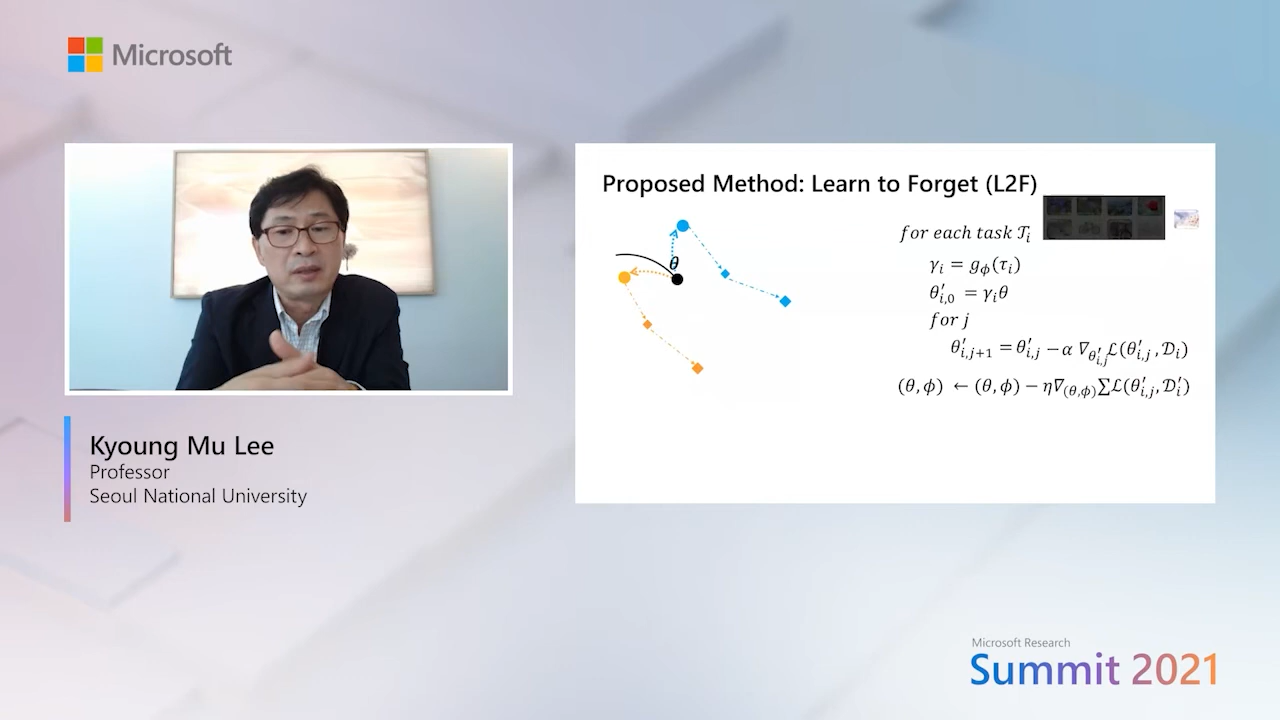 Microsoft
Proposed Method: Learn to Forget (L2F)
θ
for each task 𝒯ᵢ
γᵢ = g_ϕ(τᵢ)
θ′ᵢ,₀ = γᵢθ
for j
θ′ᵢ,ⱼ₊₁ = θ′ᵢ,ⱼ − α ∇_θ′ᵢ,ⱼ ℒ(θ′ᵢ,ⱼ , 𝒟ᵢ)
(θ, ϕ) ← (θ, ϕ) − η∇_(θ,ϕ) ∑ℒ(θ′ᵢ,ⱼ, 𝒟′ᵢ)
Kyoung Mu Lee
Professor
Seoul National University
Microsoft Research
Summit 2021